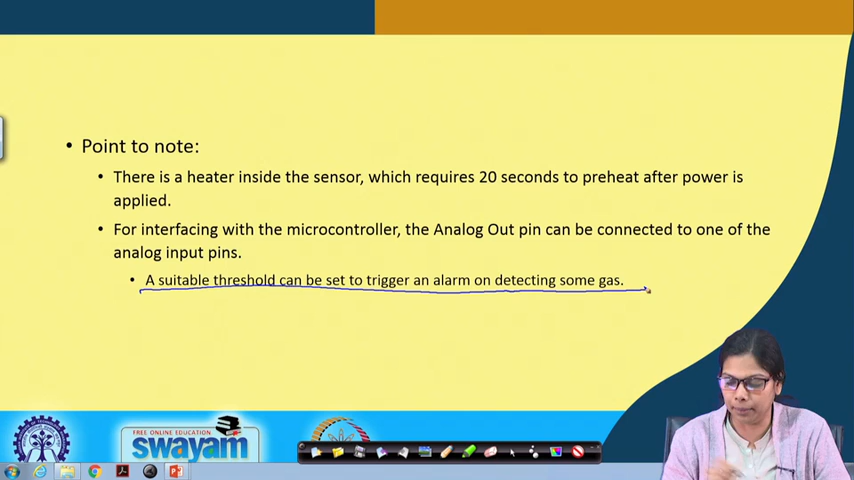 • Point to note:
• There is a heater inside the sensor, which requires 20 seconds to preheat after power is
applied.
• For interfacing with the microcontroller, the Analog Out pin can be connected to one of the
analog input pins.
• A suitable threshold can be set to trigger an alarm on detecting some gas.
FREE ONLINE EDUCATION
swayam